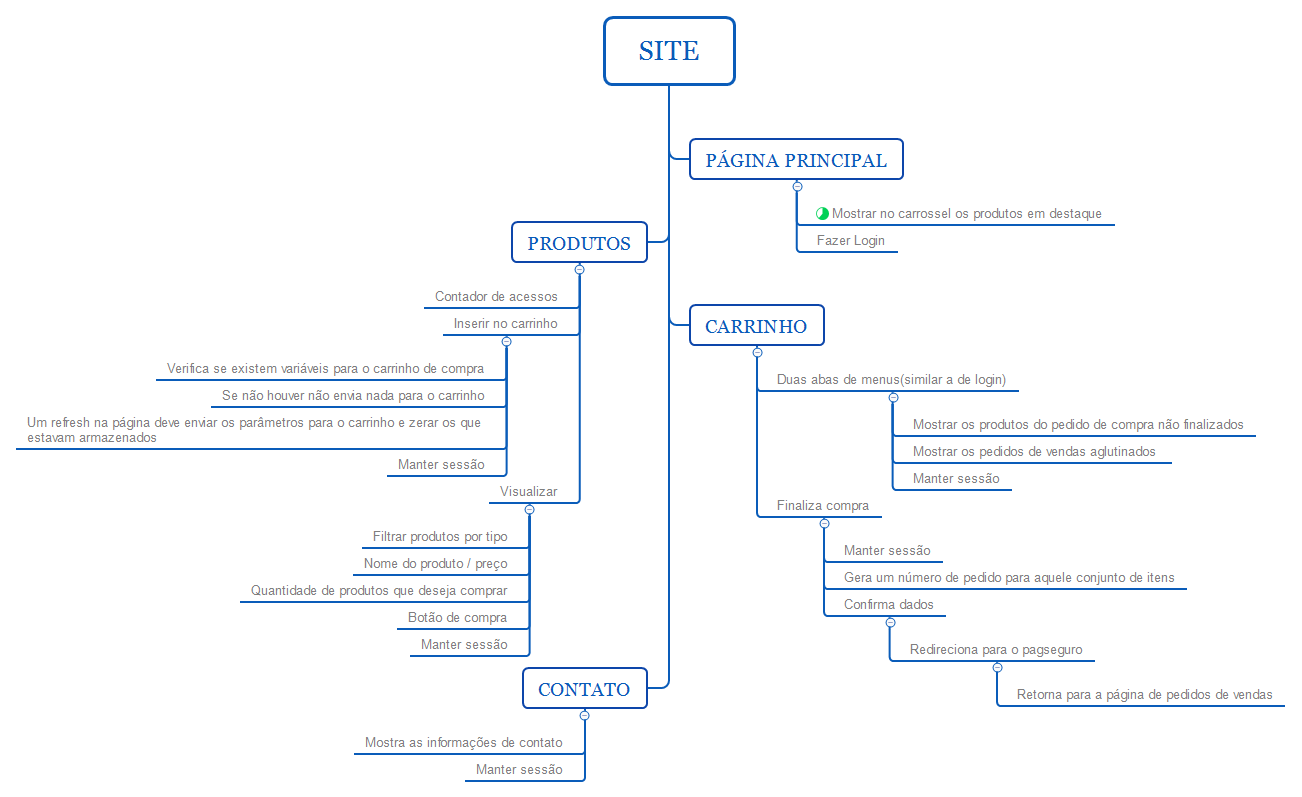 SITE
PÁGINA PRINCIPAL
Mostrar no carrossel os produtos em destaque
Fazer Login
PRODUTOS
Contador de acessos
Inserir no carrinho
Verifica se existem variáveis para o carrinho de compra
Se não houver não envia nada para o carrinho
Um refresh na página deve enviar os parâmetros para o carrinho e zerar os que
estavam armazenados
Manter sessão
Visualizar
Filtrar produtos por tipo
Nome do produto / preço
Quantidade de produtos que deseja comprar
Botão de compra
Manter sessão
CARRINHO
Duas abas de menus(similar a de login)
Mostrar os produtos do pedido de compra não finalizados
Mostrar os pedidos de vendas aglutinados
Manter sessão
Finaliza compra
Manter sessão
Gera um número de pedido para aquele conjunto de itens
Confirma dados
Redireciona para o pagseguro
Retorna para a página de pedidos de vendas
CONTATO
Mostra as informações de contato
Manter sessão